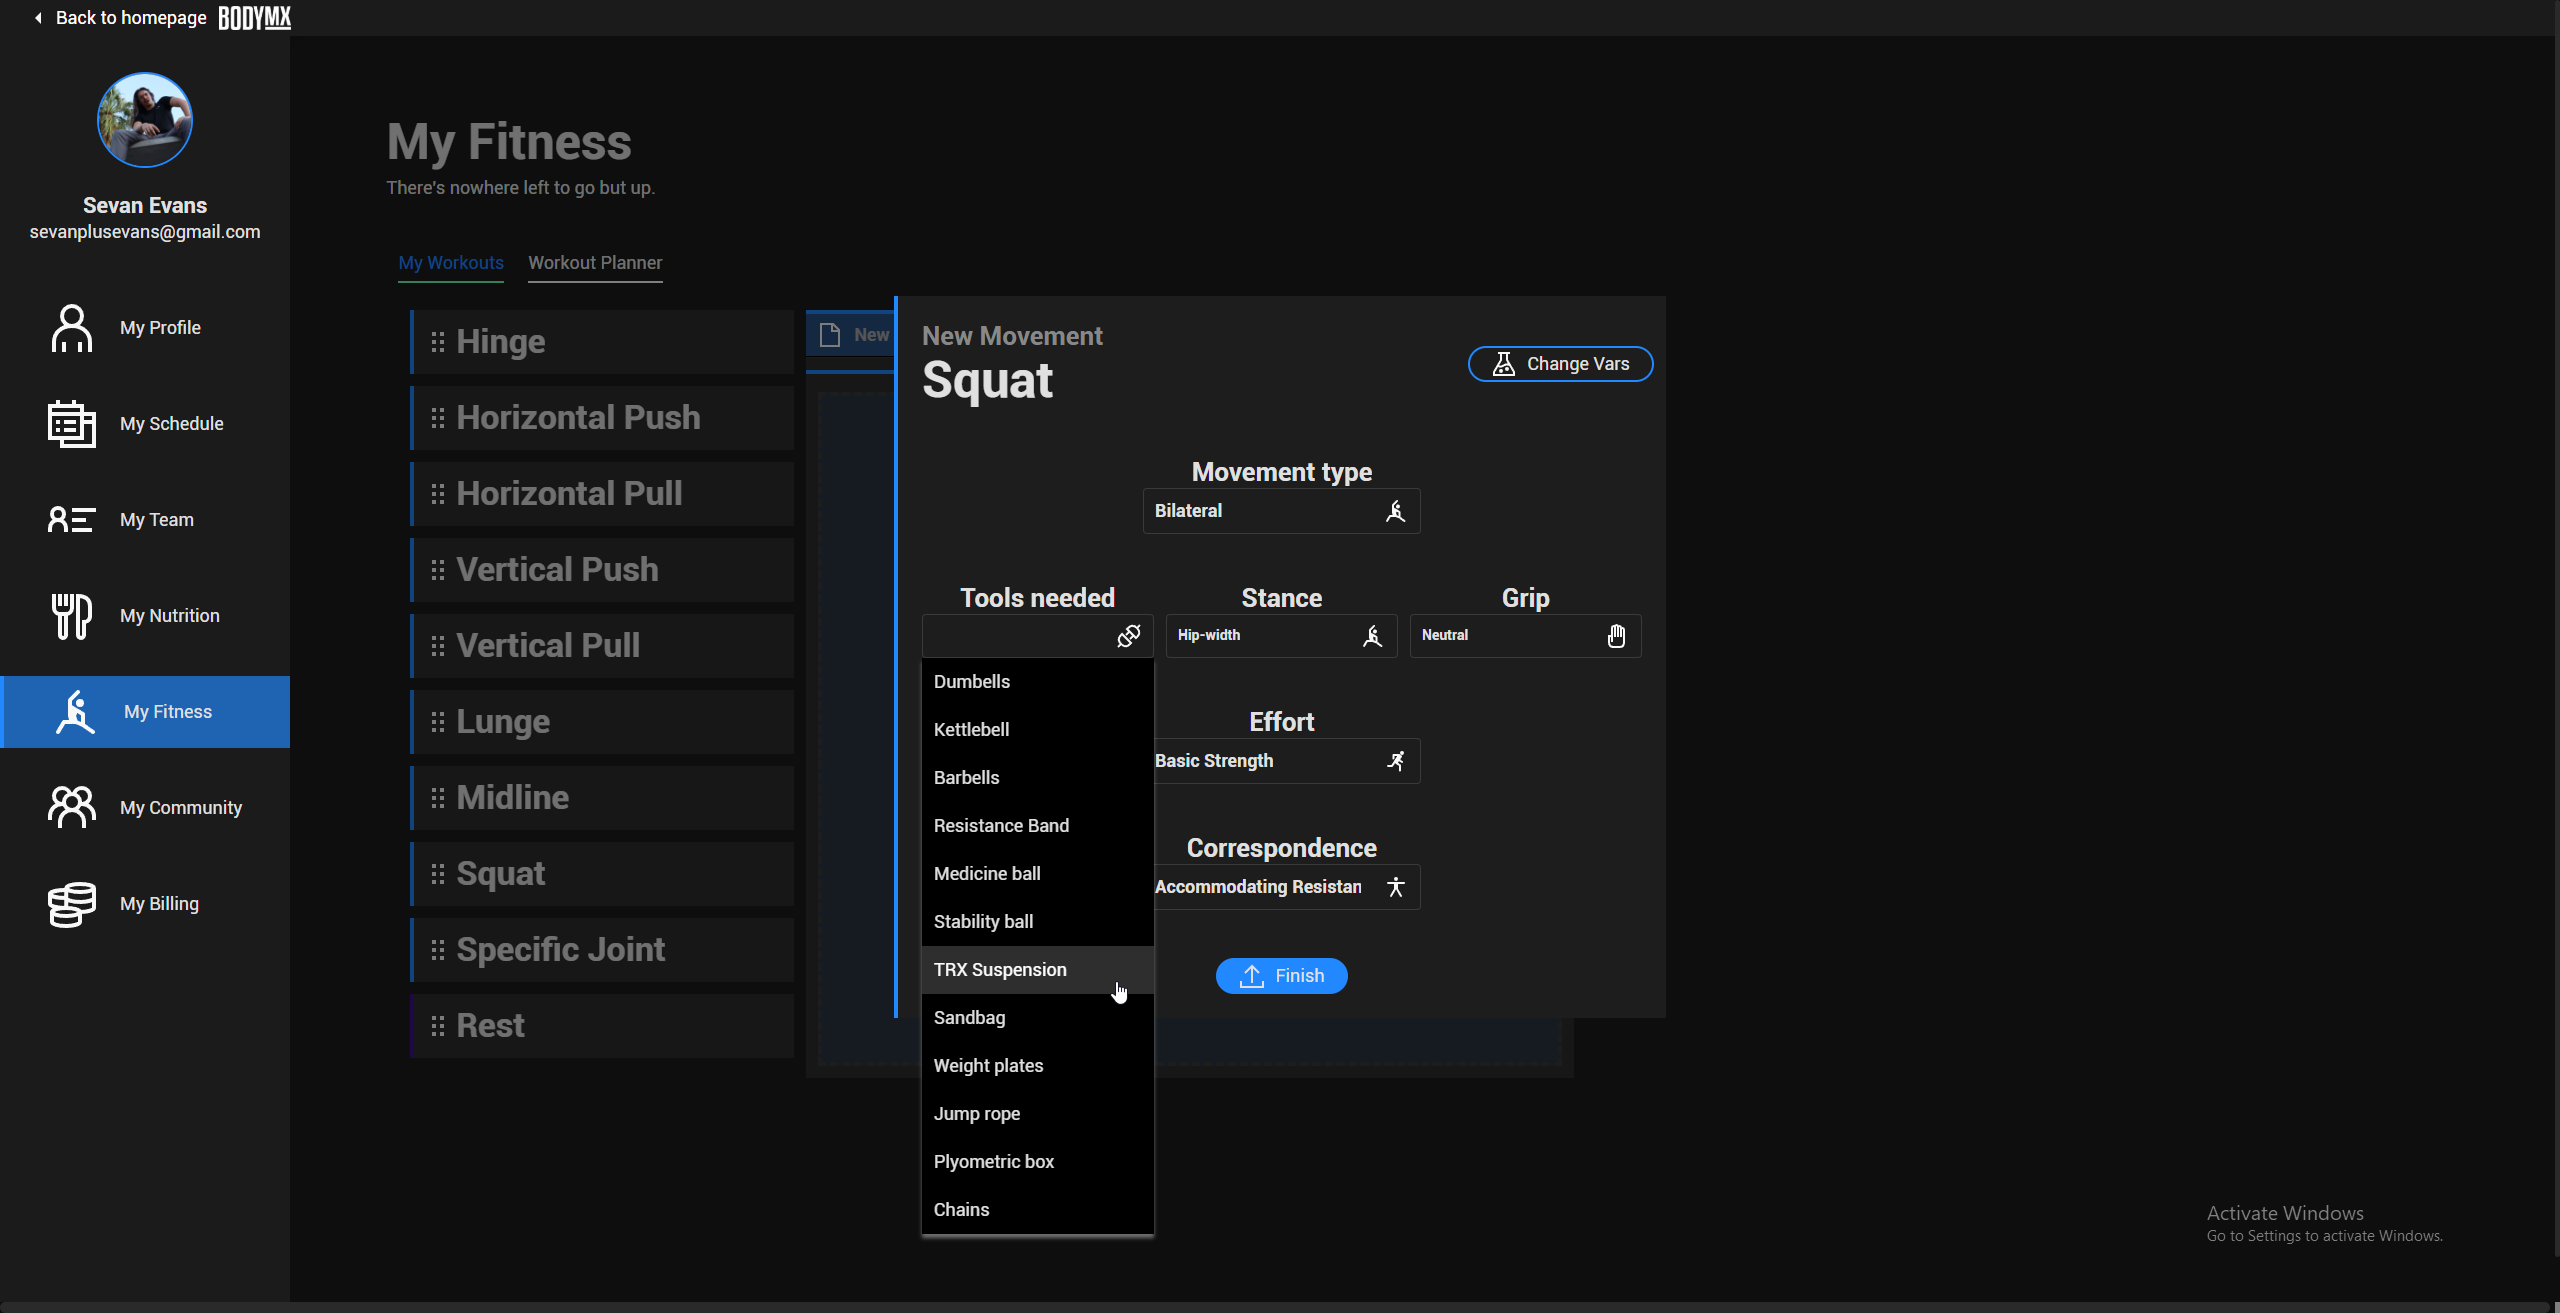 Back to homepage BODYMX
Sevan Evans
sevanplusevans@gmail.com
My Profile
My Schedule
My Team
My Nutrition
My Fitness
My Community
My Billing
My Fitness
There's nowhere left to go but up.
My Workouts Workout Planner
Hinge
Horizontal Push
Horizontal Pull
Vertical Push
Vertical Pull
Lunge
Midline
Squat
Specific Joint
Rest
New
New Movement
Squat
Change Vars
Movement type
Bilateral
Tools needed Stance Grip
Hip-width Neutral
Dumbells
Kettlebell
Barbells
Resistance Band
Medicine ball
Stability ball
TRX Suspension
Sandbag
Weight plates
Jump rope
Plyometric box
Chains
Effort
Basic Strength
Correspondence
Accommodating Resistan
Finish
Activate Windows
Go to Settings to activate Windows.